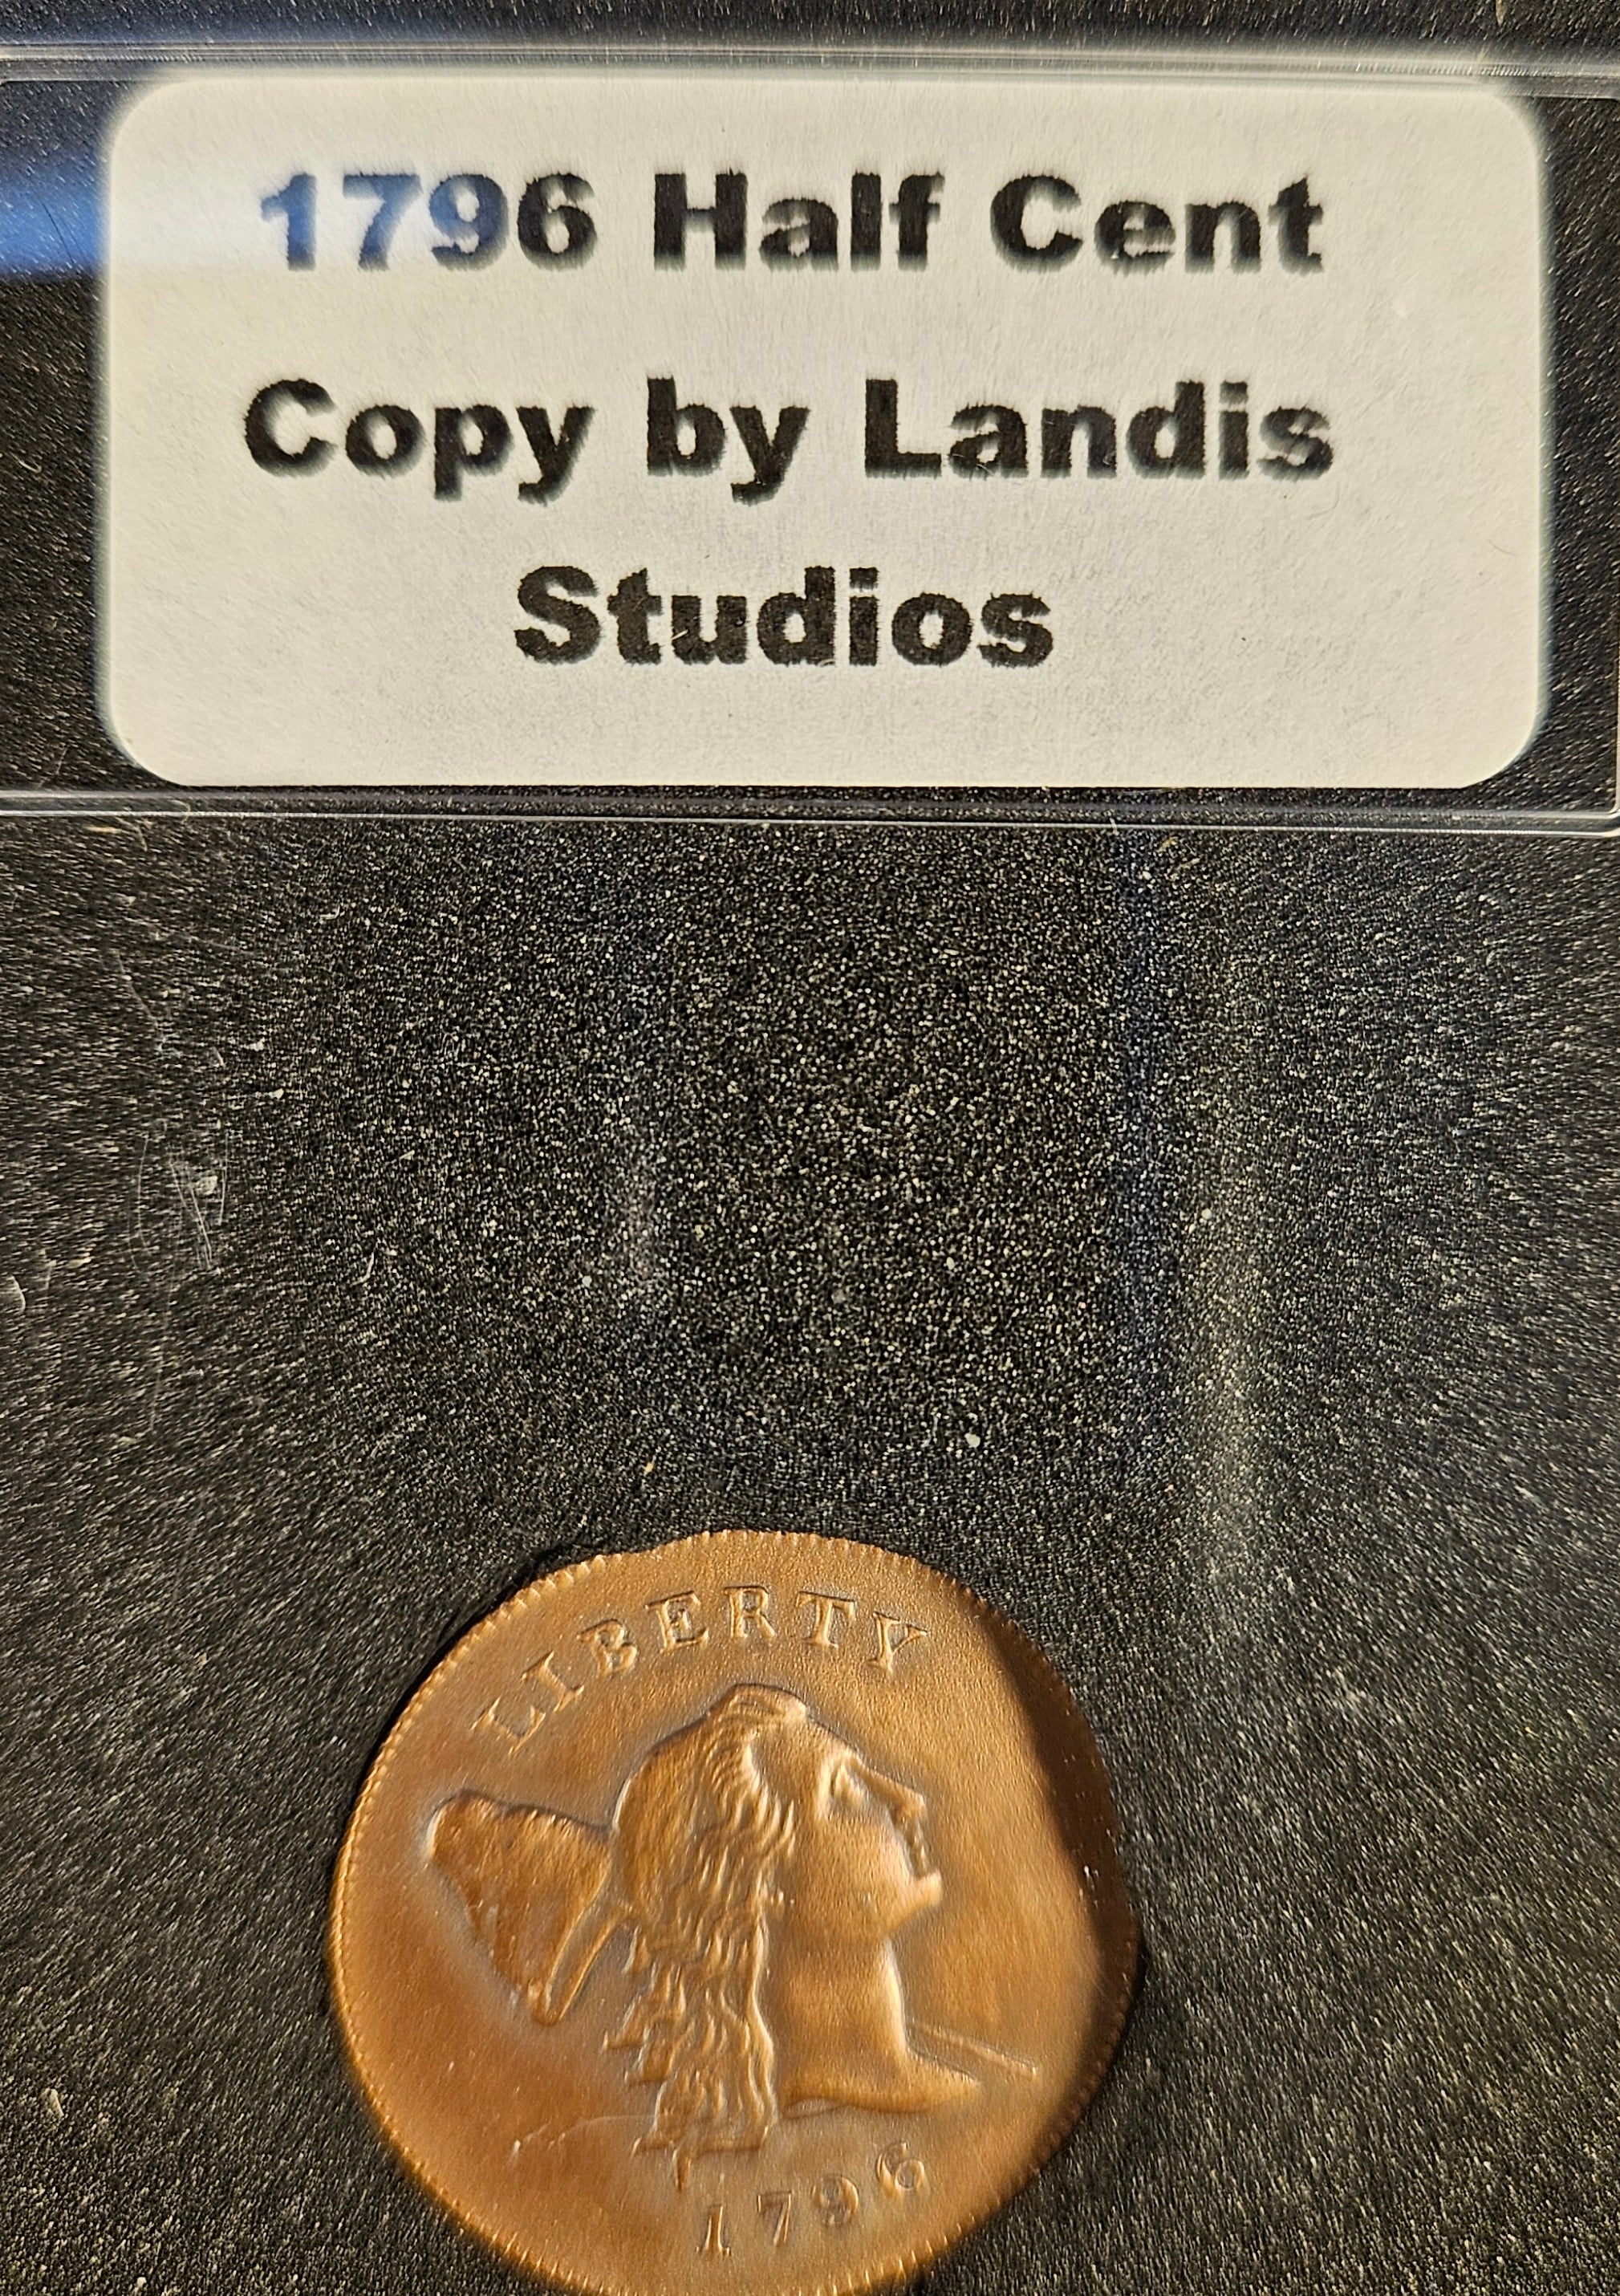 1796 Half Cent
Copy by Landis
Studios
LIBERTY
1796